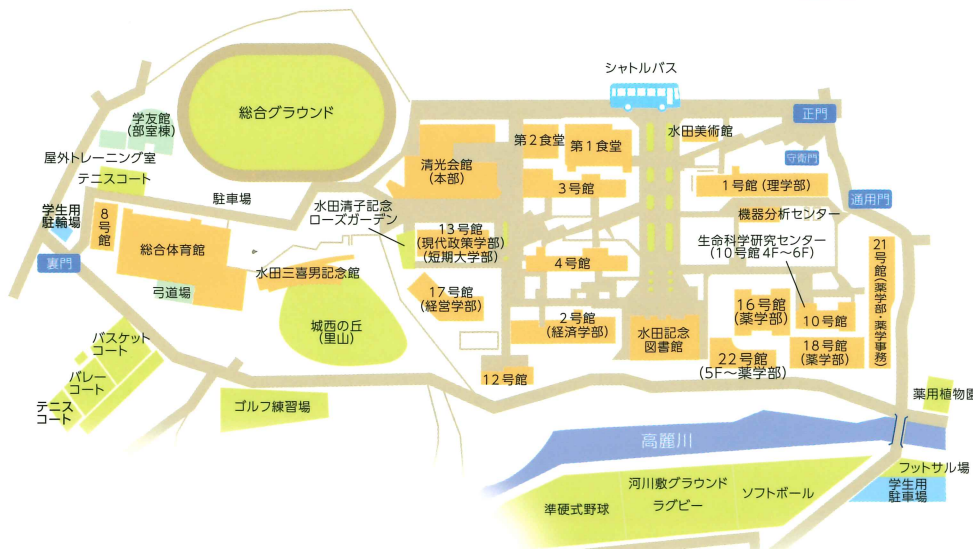 シャトルバス
総合グラウンド
学友館
(部室棟)
屋外トレーニング室
テニスコート
学生用
駐輪場
8号館
裏門
駐車場
総合体育館
弓道場
清光会館
(本部)
第2食堂
第1食堂
水田美術館
正門
守衛門
通用門
3号館
1号館(理学部)
機器分析センター
水田清子記念
ローズガーデン
13号館
(現代政策学部)
(短期大学部)
4号館
生命科学研究センター
(10号館 4F〜6F)
21号館(薬学部・薬学事務)
水田三喜男記念館
17号館
(経営学部)
城西の丘
(里山)
2号館
(経済学部)
水田記念
図書館
16号館
(薬学部)
10号館
18号館
(薬学部)
22号館
(5F〜薬学部)
12号館
バスケット
コート
バレー
コート
テニス
コート
ゴルフ練習場
薬用植物園
高麗川
フットサル場
学生用
駐車場
準硬式野球
河川敷グラウンド
ラグビー
ソフトボール